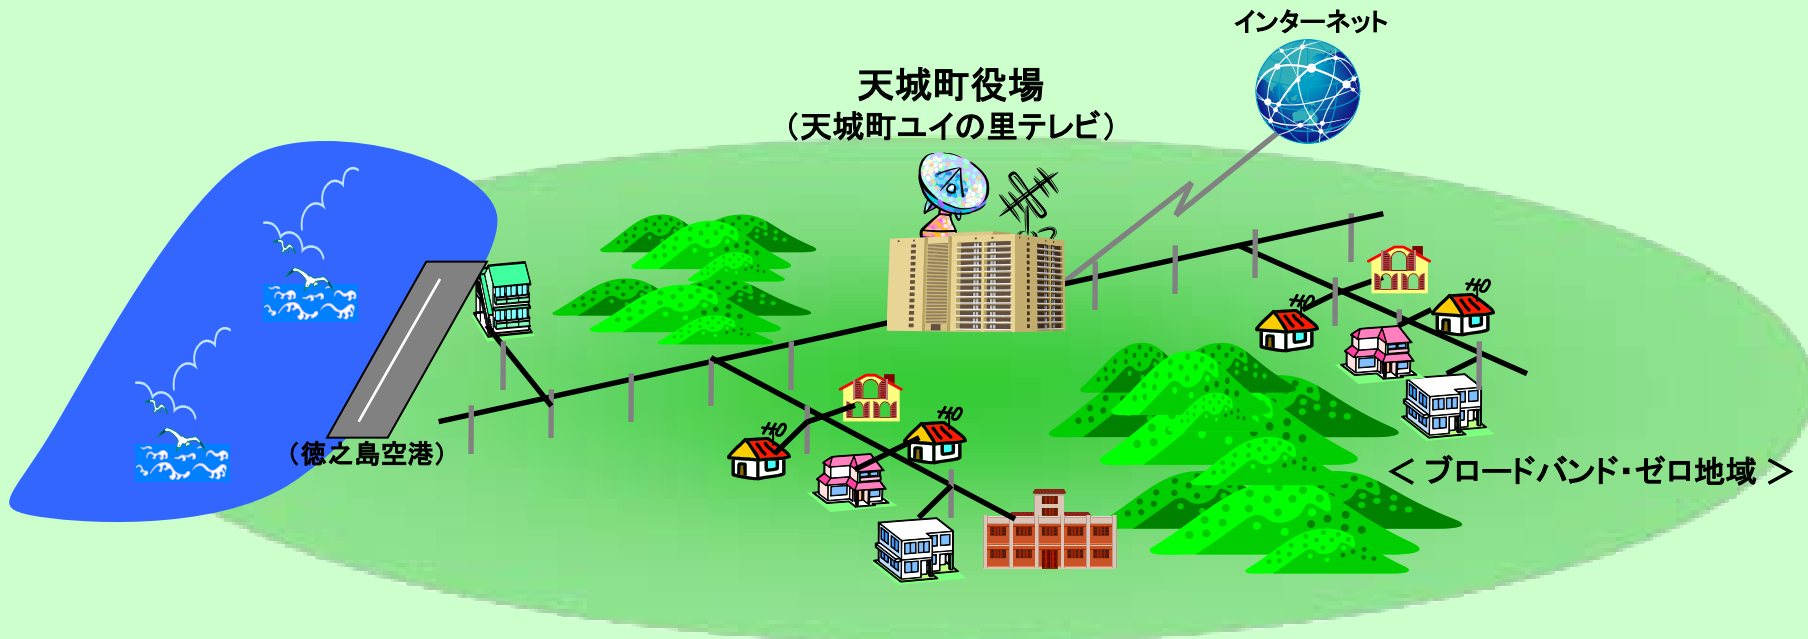 インターネット
天城町役場
（天城町ユイの里テレビ）
（徳之島空港）
＜ブロードバンド・ゼロ地域＞